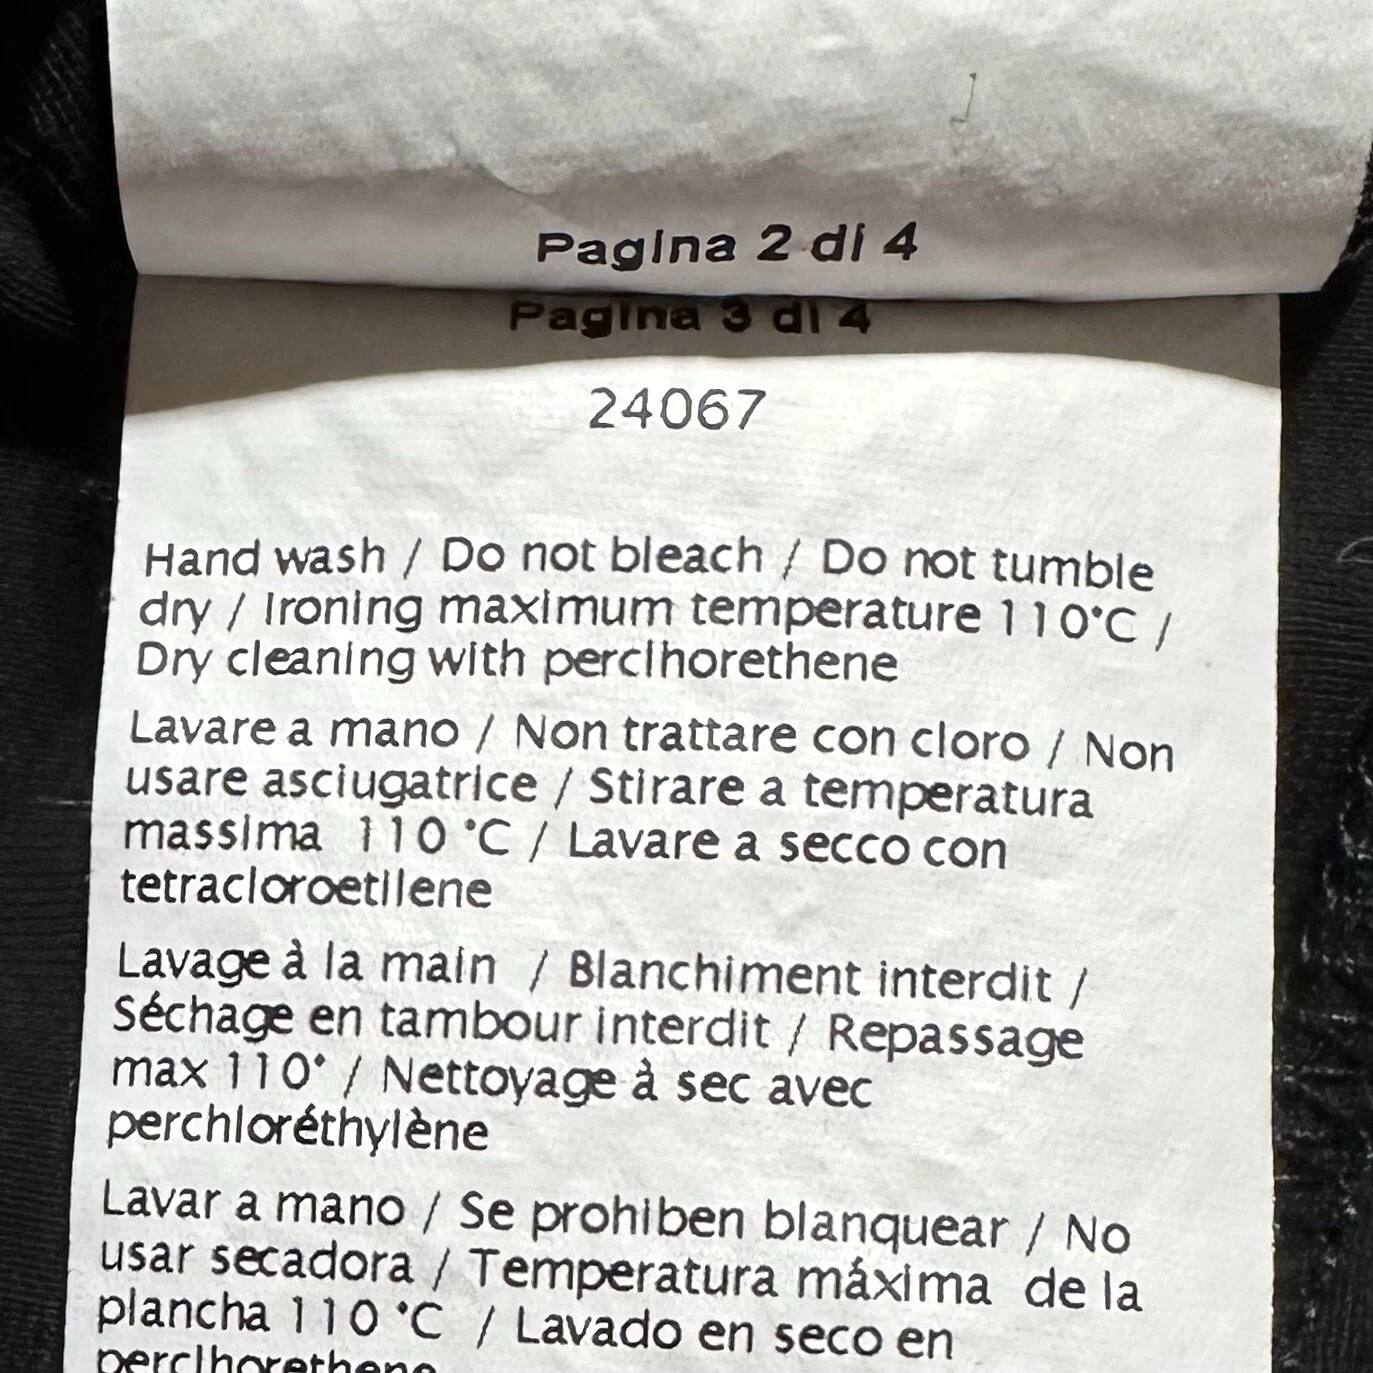 Pagina 2 di 4
Pagina 3 di 4
24067
Hand wash / Do not bleach / Do not tumble
dry / Ironing maximum temperature 110°C /
Dry cleaning with perclhorethene
Lavare a mano / Non trattare con cloro / Non
usare asciugatrice / Stirare a temperatura
massima 110 °C / Lavare a secco con
tetracloroetilene
Lavage à la main / Blanchiment interdit /
Séchage en tambour interdit / Repassage
max 110° / Nettoyage à sec avec
perchloréthylène
Lavar a mano / Se prohiben blanquear / No
usar secadora / Temperatura máxima de la
plancha 110 °C / Lavado en seco en
perclhorethene